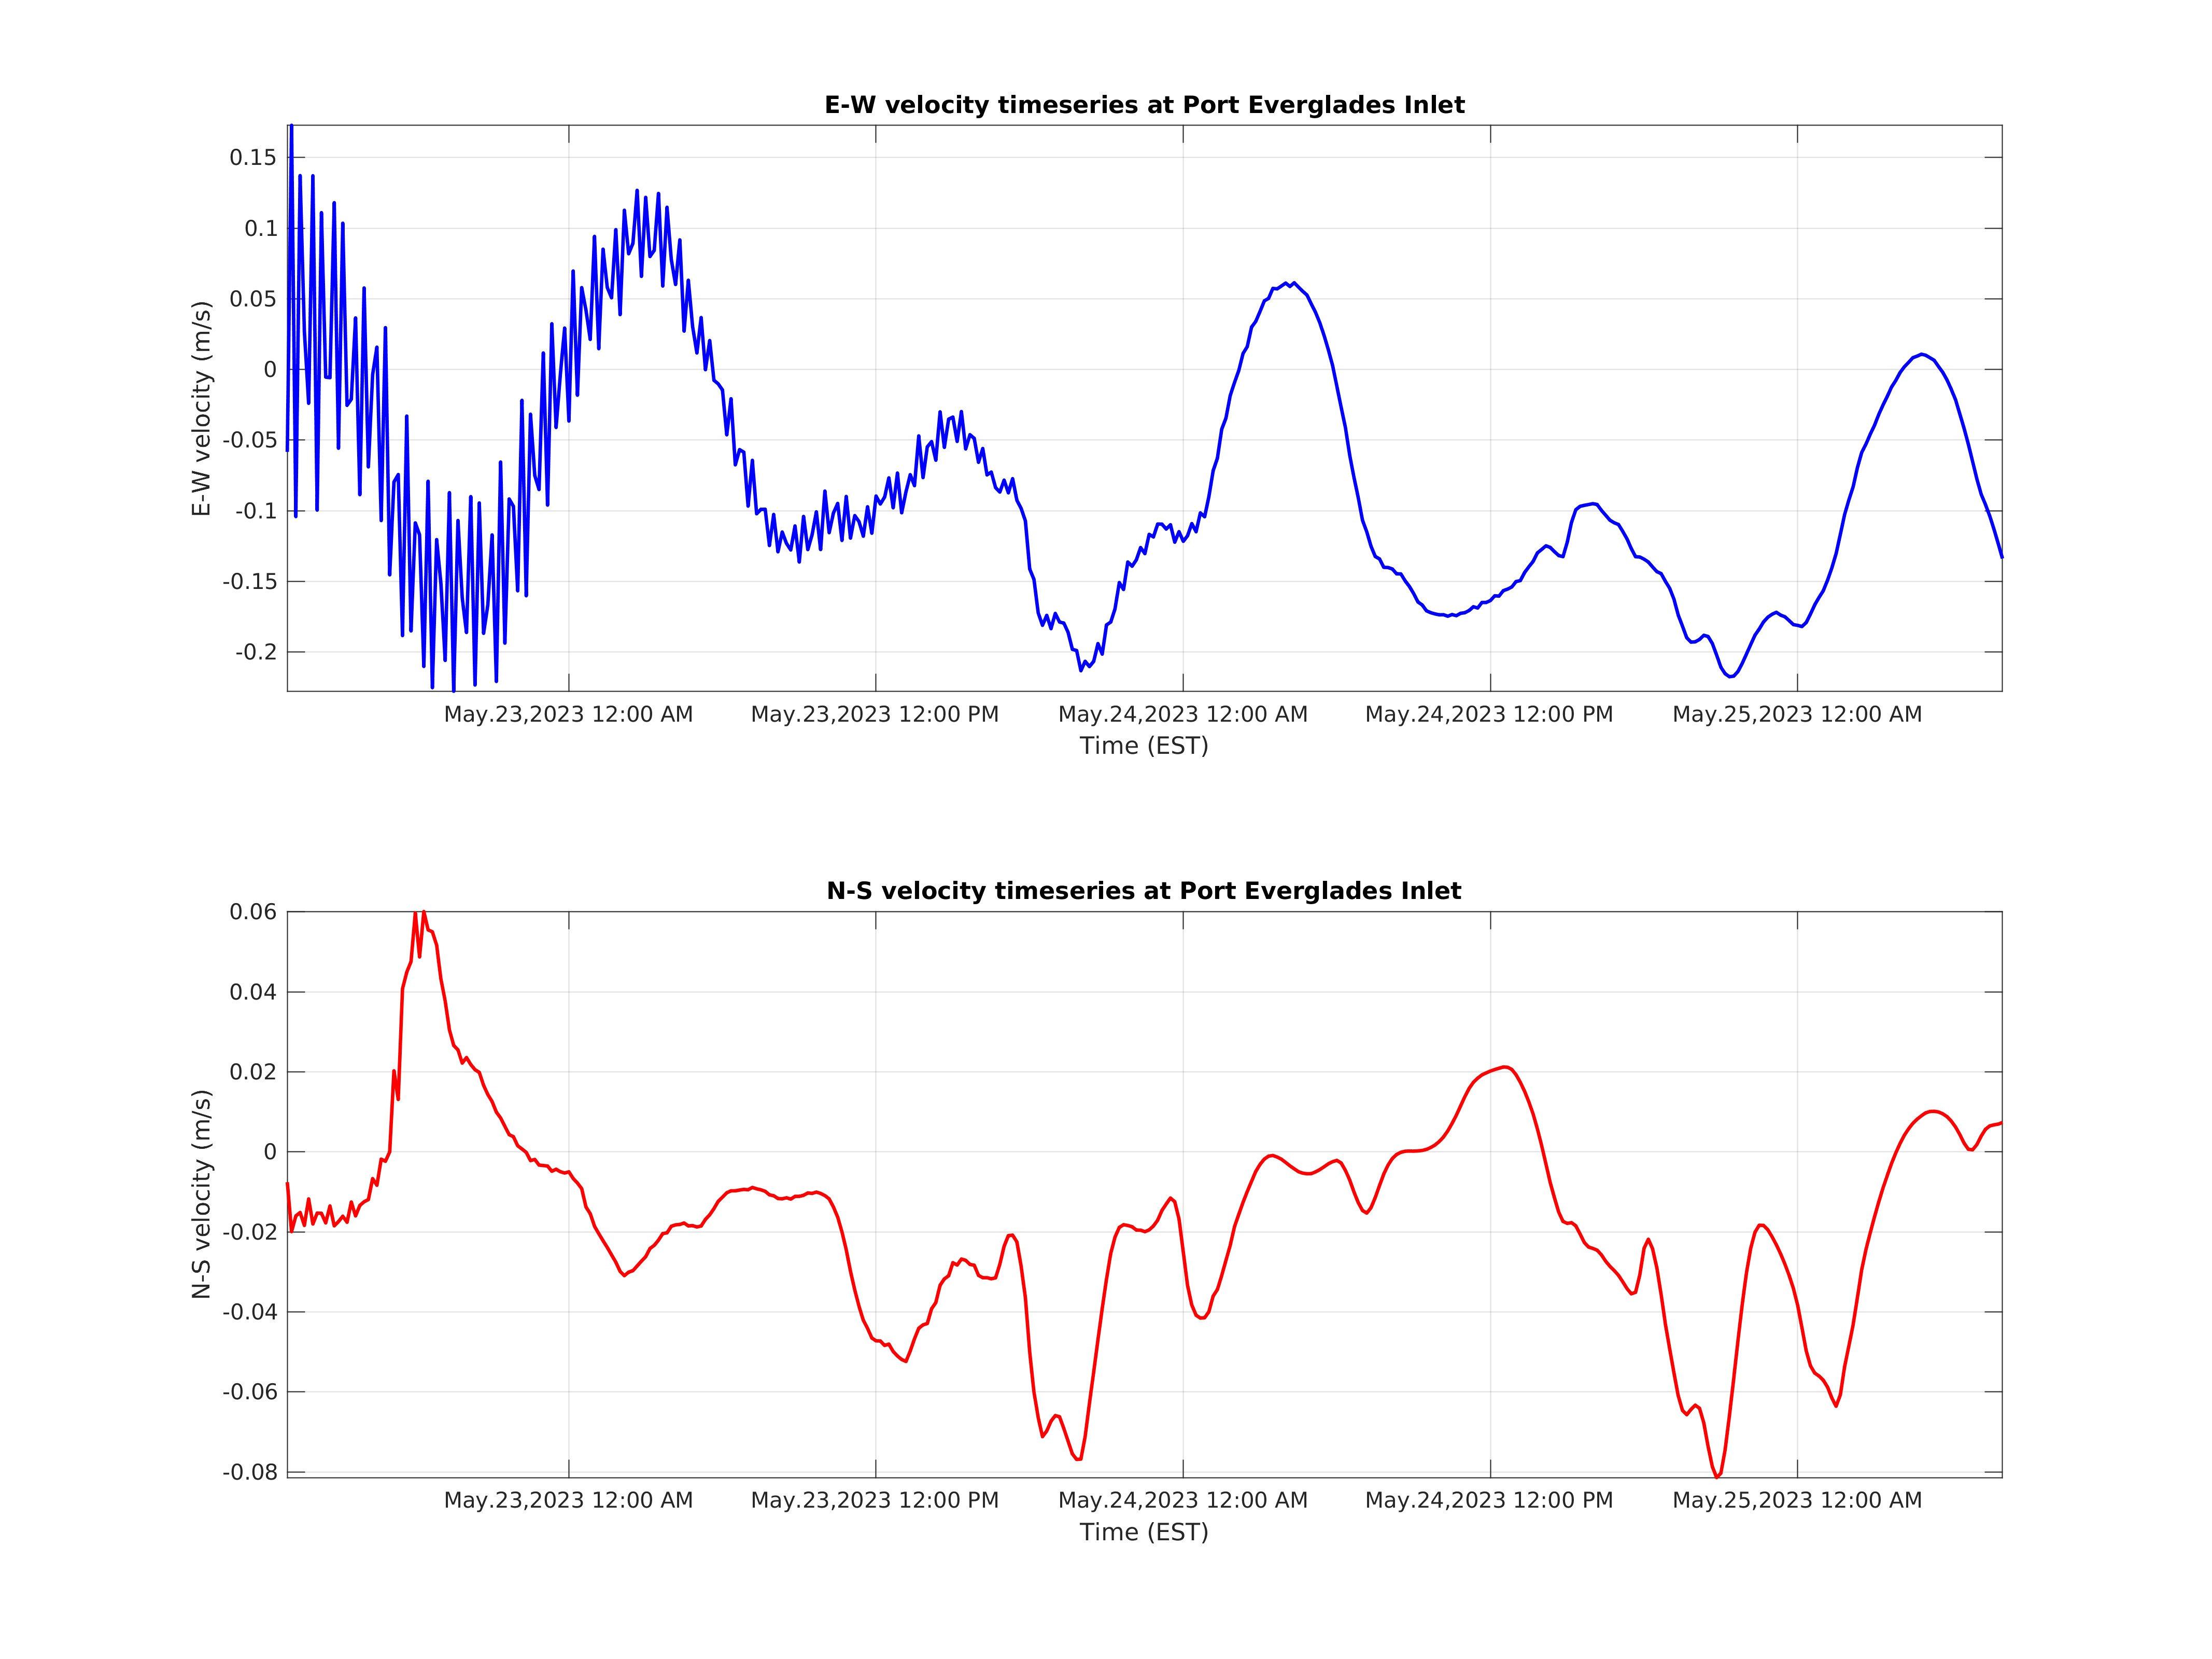 E-W velocity timeseries at Port Everglades Inlet
E-W velocity (m/s)
0.15
0.1
0.05
0
-0.05
-0.1
-0.15
-0.2
May.23,2023 12:00 AM
May.23,2023 12:00 PM
May.24,2023 12:00 AM
May.24,2023 12:00 PM
May.25,2023 12:00 AM
Time (EST)
N-S velocity timeseries at Port Everglades Inlet
N-S velocity (m/s)
0.06
0.04
0.02
0
-0.02
-0.04
-0.06
-0.08
May.23,2023 12:00 AM
May.23,2023 12:00 PM
May.24,2023 12:00 AM
May.24,2023 12:00 PM
May.25,2023 12:00 AM
Time (EST)